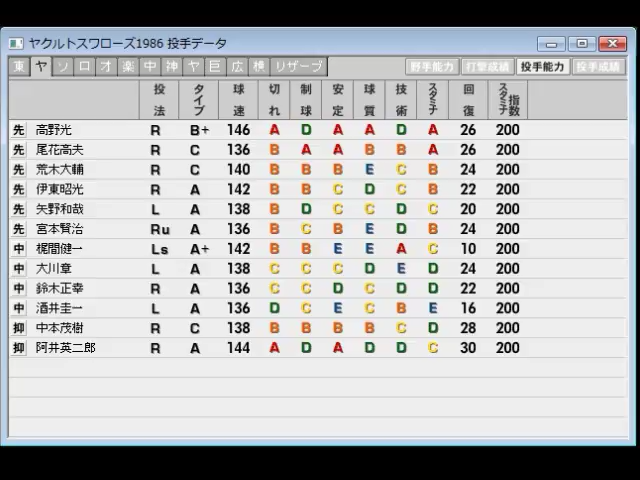 ヤクルトスワローズ1986 投手データ
東 ヤ ソ ロ オ 楽 中 神 ヤ 巨 広 横 リザーブ 野手能力 打撃成績 投手能力 投手成績
投法 タイプ 球速 切れ 制球 安定 球質 技術 スタミナ 回復 スタミナ指数
先 高野光 R B+ 146 A D A A D A 26 200
先 尾花高夫 R C 136 B A A B B A 26 200
先 荒木大輔 R C 140 B B B E C B 24 200
先 伊東昭光 R A 142 B B C D C B 22 200
先 矢野和哉 L A 138 B D C C D C 20 200
先 宮本賢治 Ru A 136 B C B E D B 24 200
中 梶間健一 Ls A+ 142 B B E E A C 10 200
中 大川章 L A 138 C C C D E D 24 200
中 鈴木正幸 R A 136 C C D C D D 22 200
中 酒井圭一 L A 136 D C E C B E 16 200
抑 中本茂樹 R C 138 B B B B C D 28 200
抑 阿井英二郎 R A 144 A D A D D C 30 200